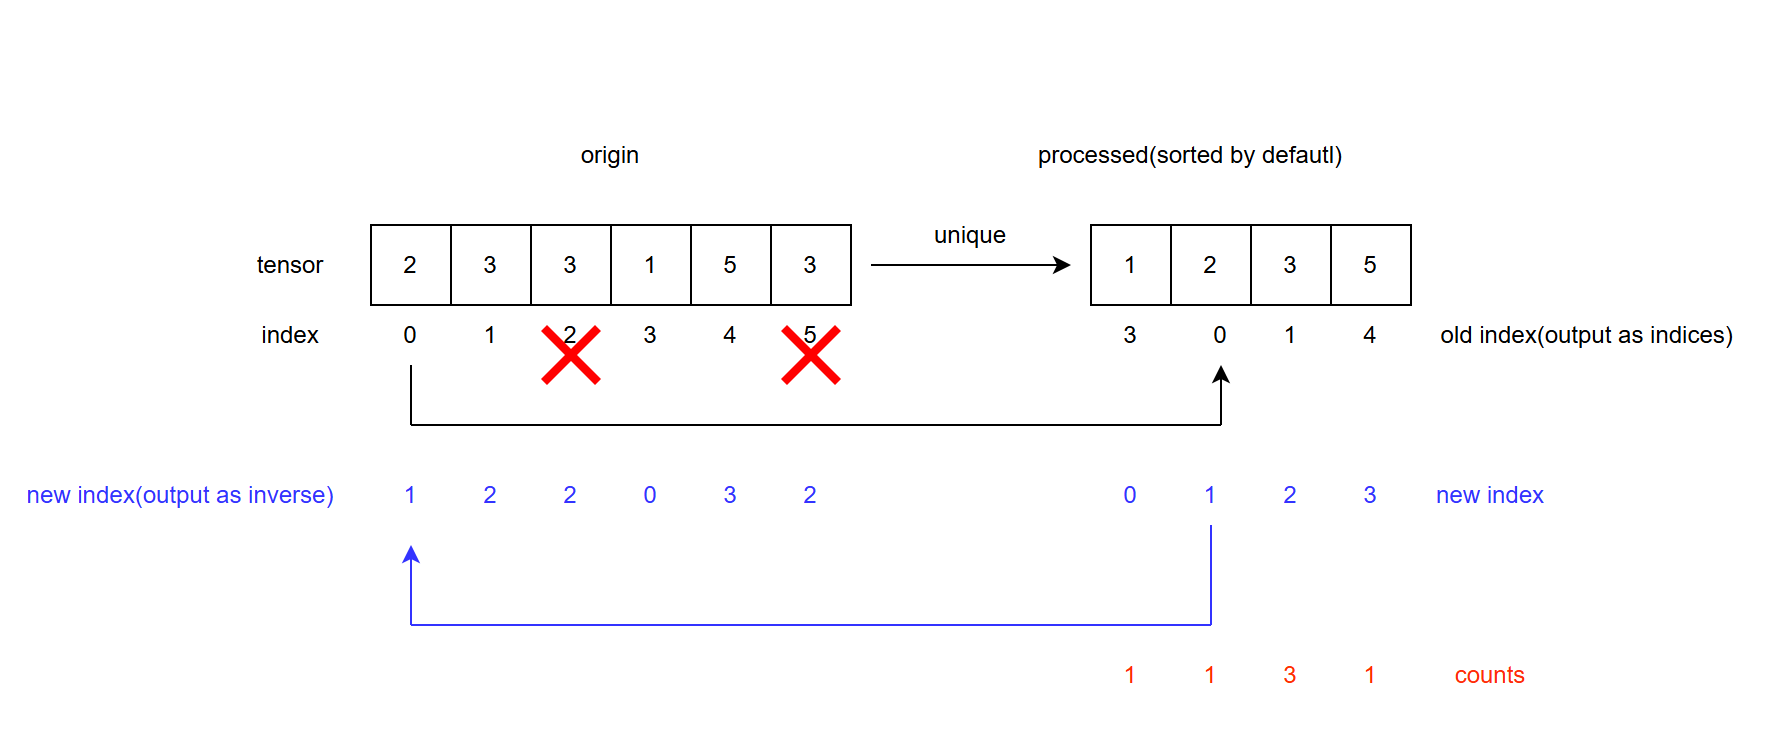 origin processed(sorted by defautl)
unique
tensor 2 3 3 1 5 3 1 2 3 5
index 0 1 2 3 4 5 3 0 1 4 old index(output as indices)
new index(output as inverse) 1 2 2 0 3 2 0 1 2 3 new index
1 1 3 1 counts